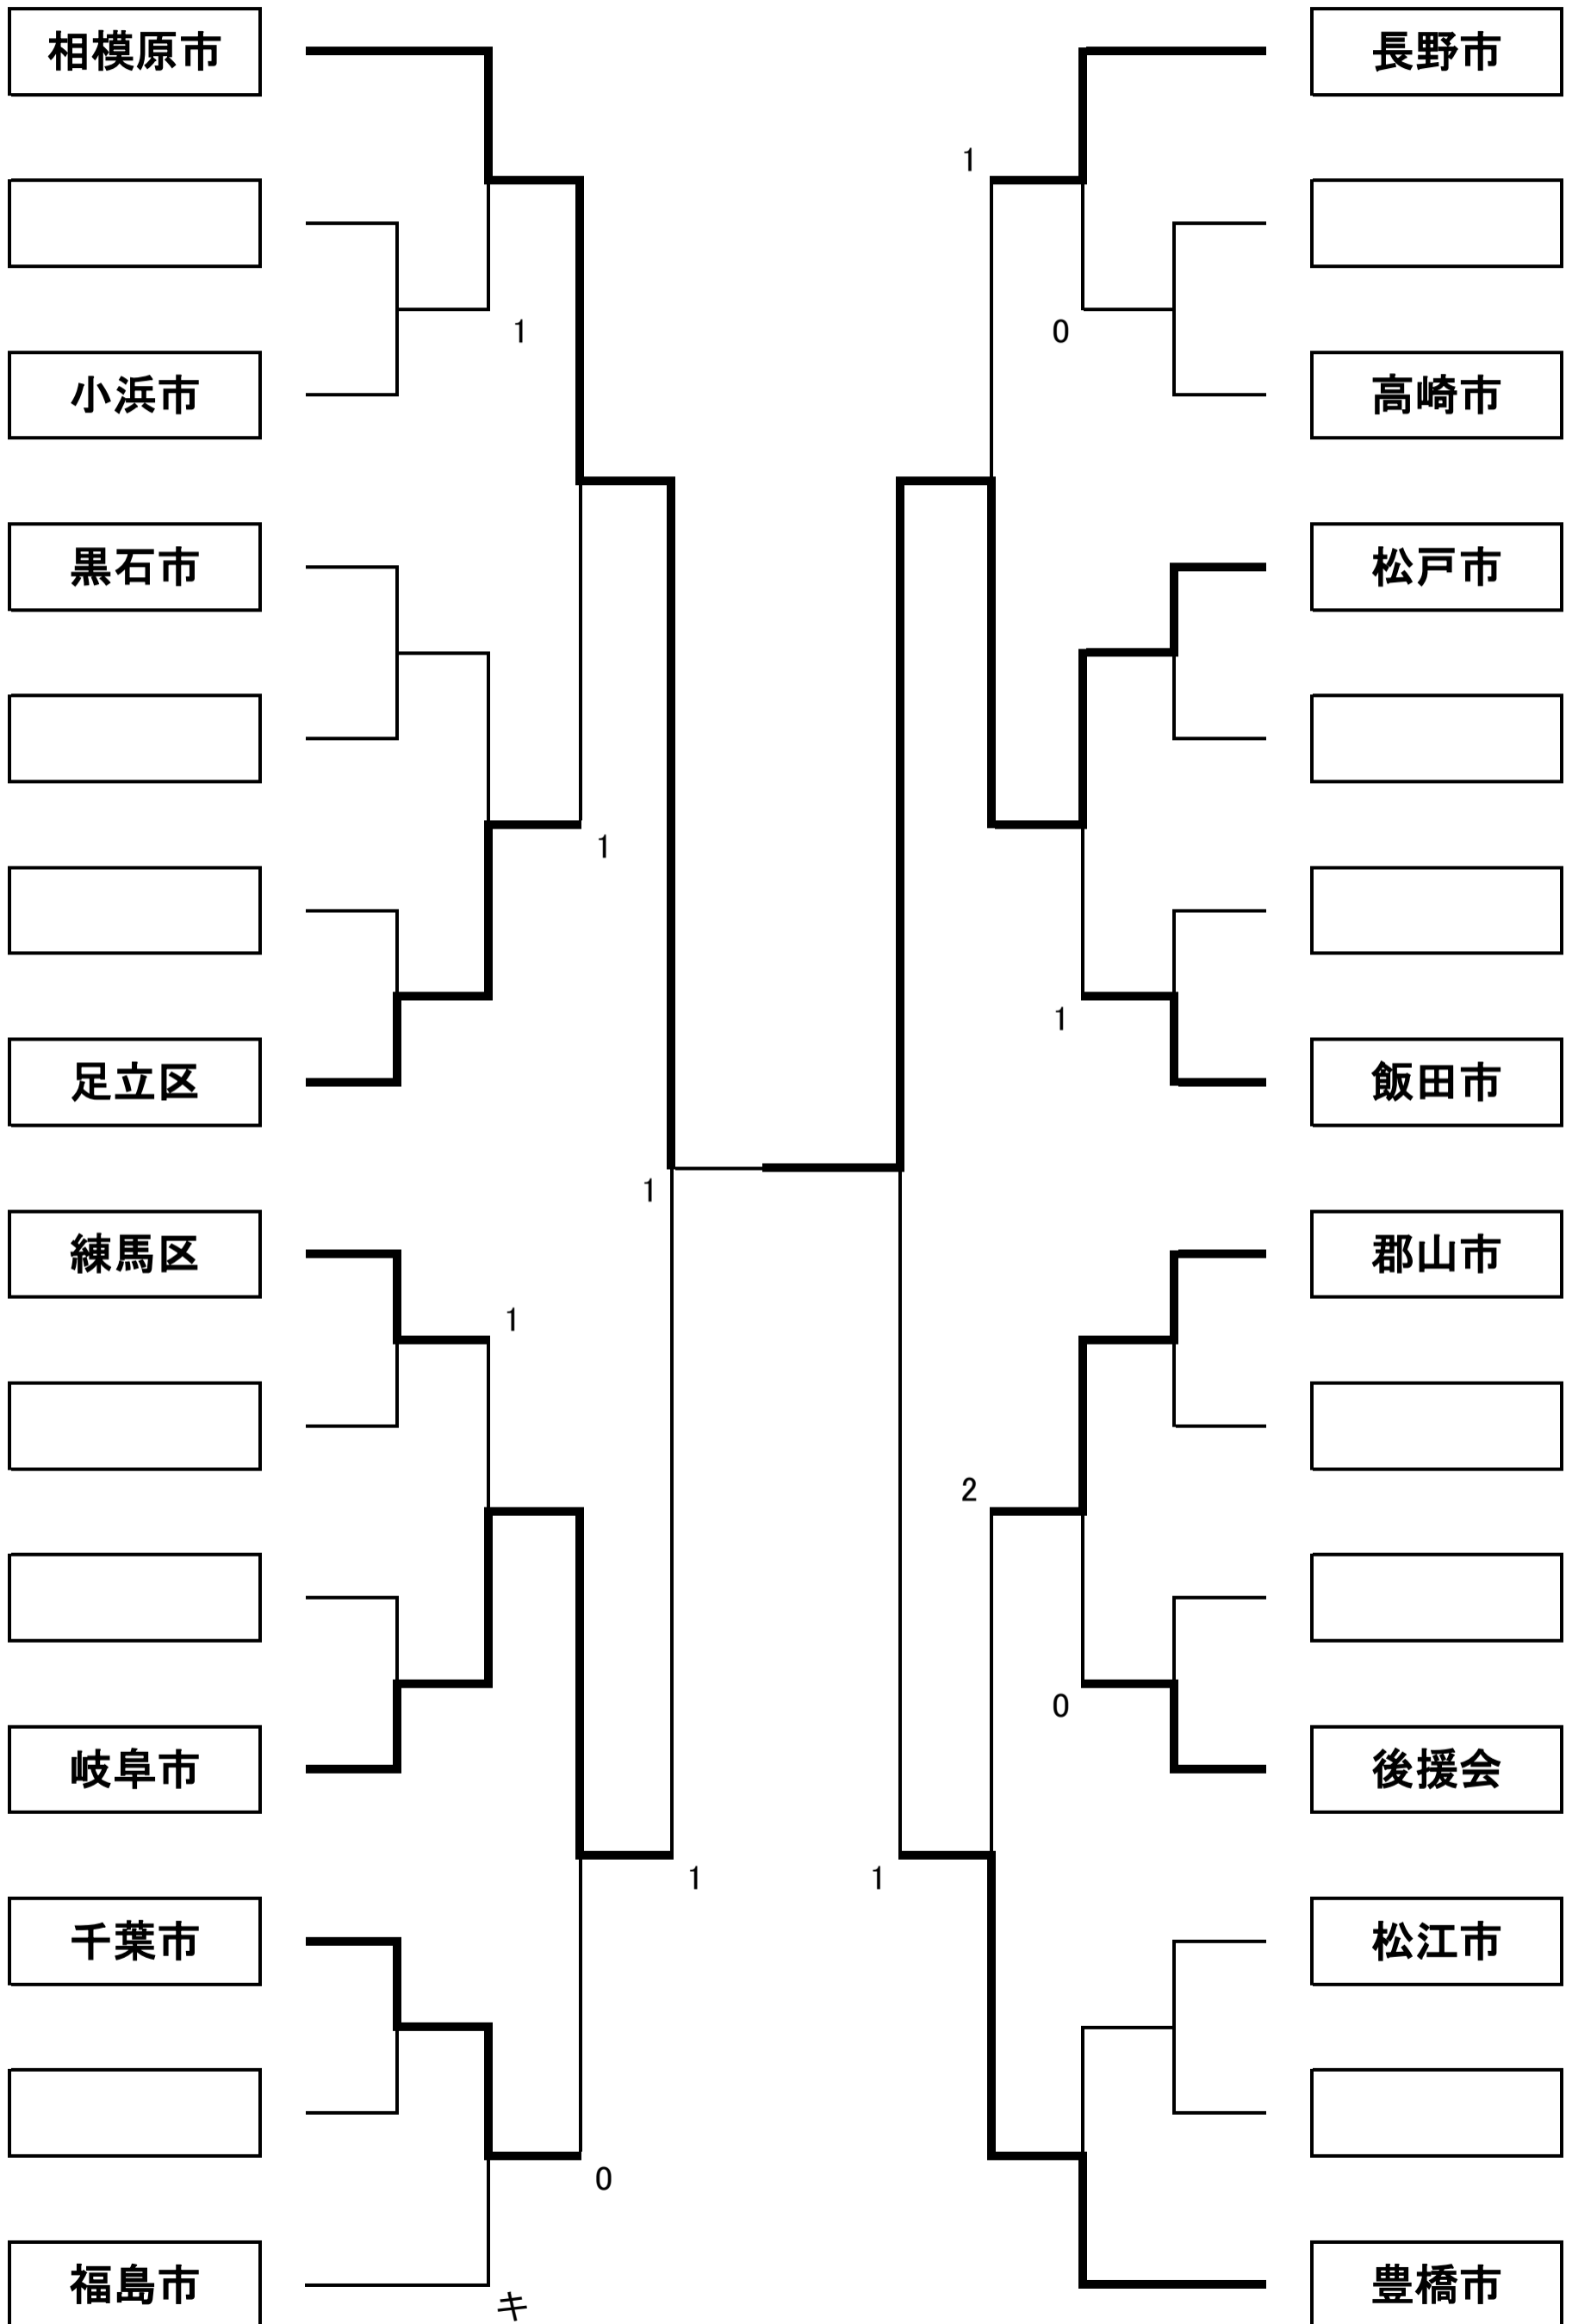 相模原市
小浜市
黒石市
足立区
練馬区
岐阜市
千葉市
福島市
1
1
1
1
1
0
キ
1
1
0
1
2
0
1
長野市
高崎市
松戸市
飯田市
郡山市
後援会
松江市
豊橋市